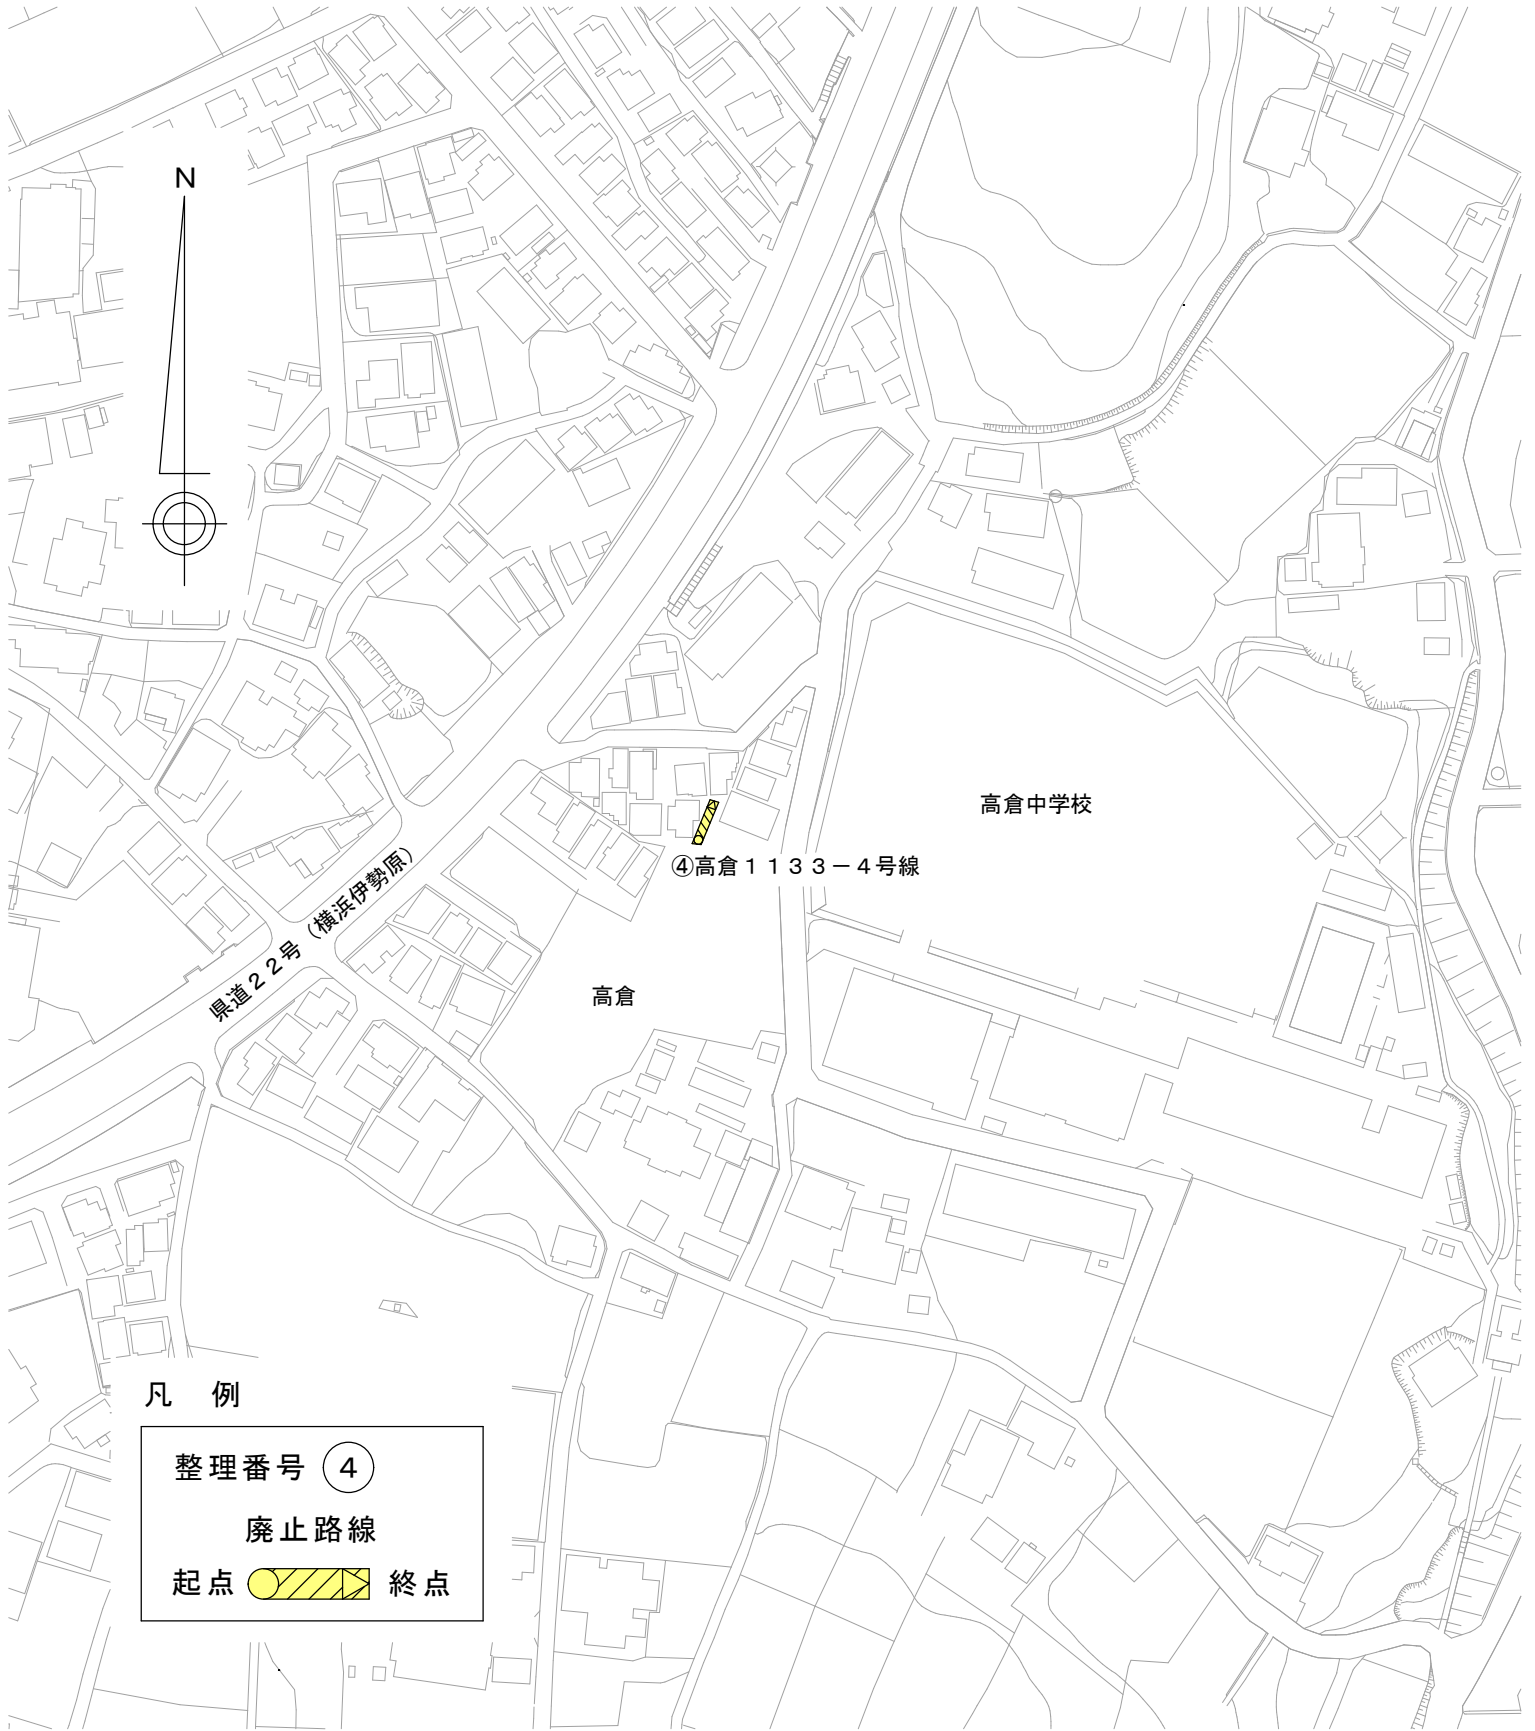 N
高倉中学校
④高倉１１３３－４号線
県道２２号（横浜伊勢原）
高倉
凡　例
整理番号 ④
廃止路線
起点 終点